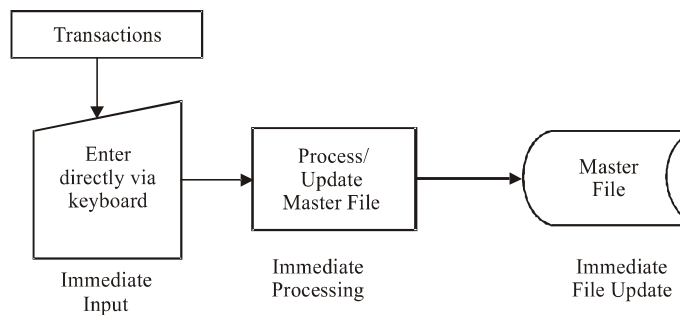 Transactions
Enter
directly via
keyboard
Process/
Update
Master File
Master
File
Immediate
Input
Immediate
Processing
Immediate
File Update